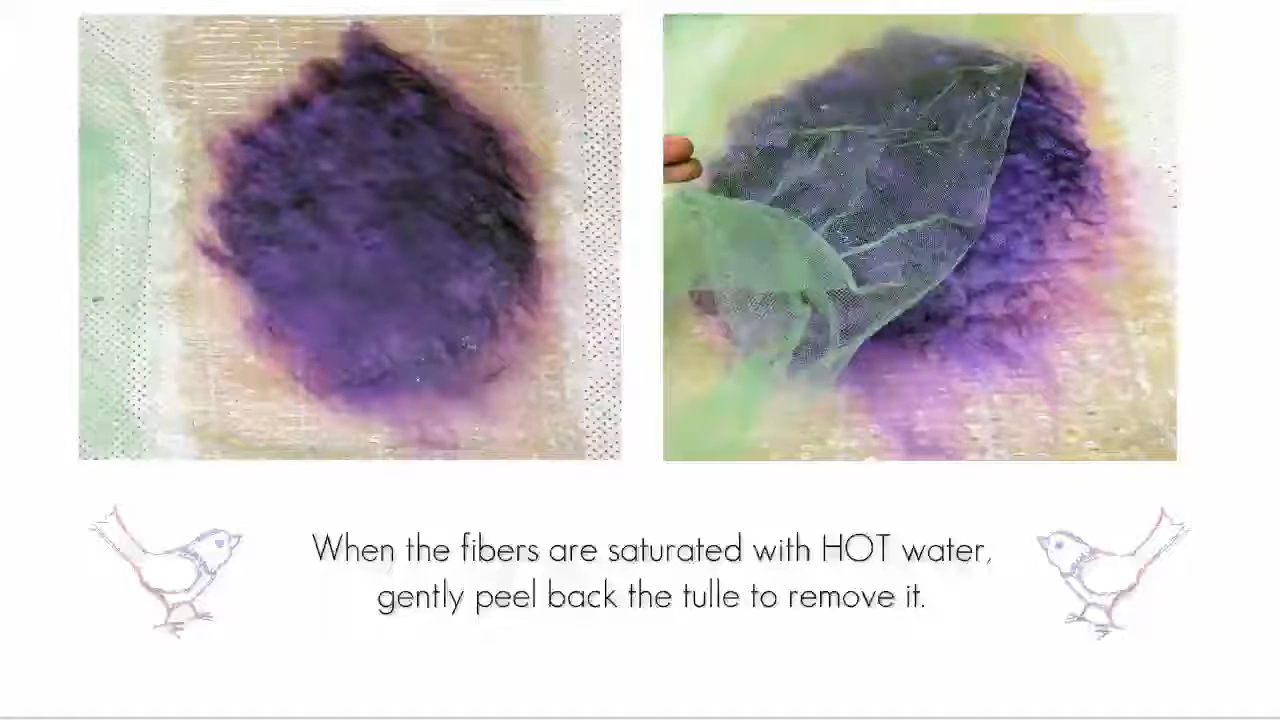 When the fibers are saturated with HOT water,
gently peel back the tulle to remove it.